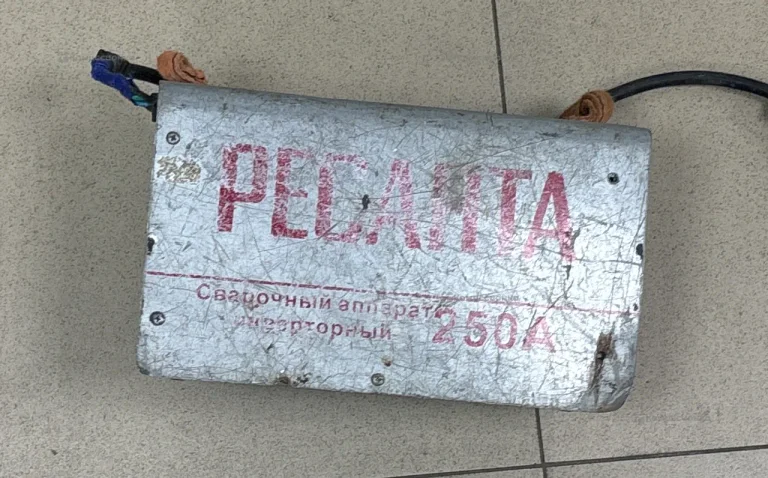 РЕСАНТА
Сварочный аппарат
инверторный 250А